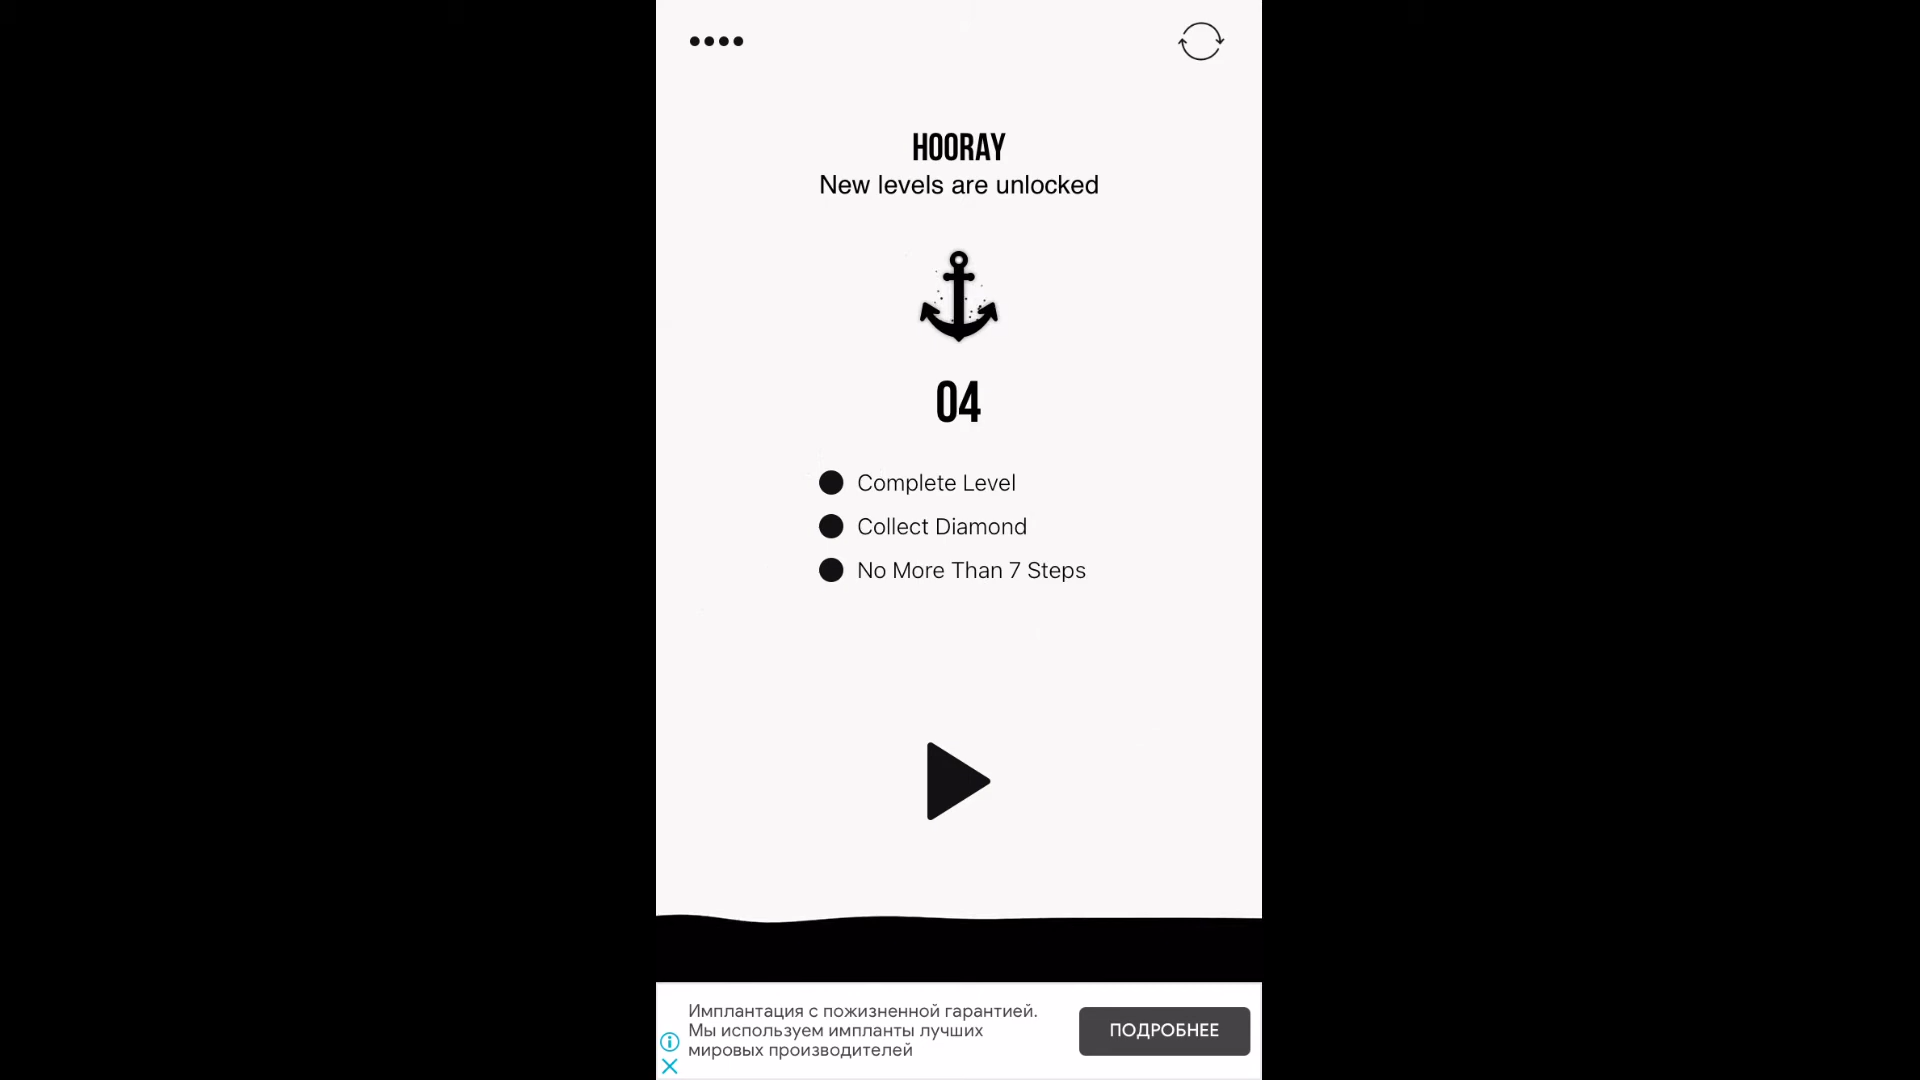 HOORAY
New levels are unlocked
04
Complete Level
Collect Diamond
No More Than 7 Steps
Имплантация с пожизненной гарантией.
Мы используем импланты лучших
мировых производителей
ПОДРОБНЕЕ